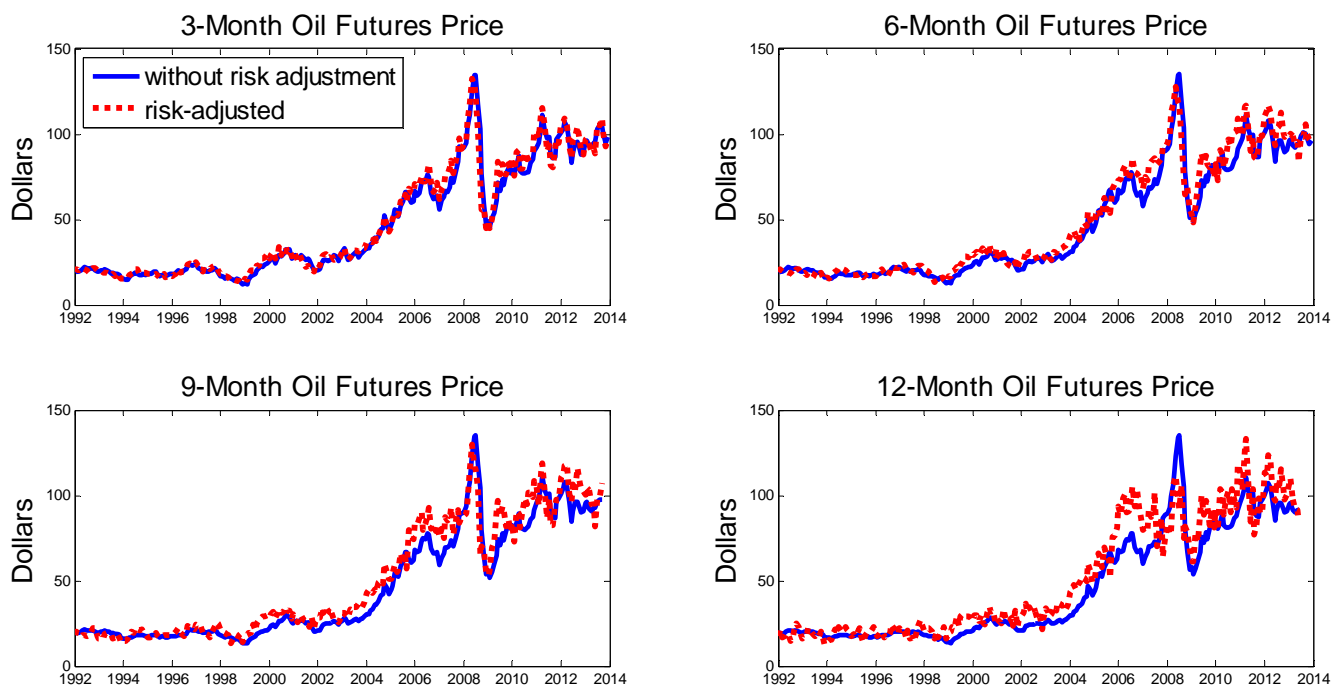 3-Month Oil Futures Price
150
100
50
0
Dollars
without risk adjustment
risk-adjusted
1992 1994 1996 1998 2000 2002 2004 2006 2008 2010 2012 2014
6-Month Oil Futures Price
150
100
50
0
Dollars
1992 1994 1996 1998 2000 2002 2004 2006 2008 2010 2012 2014
9-Month Oil Futures Price
150
100
50
0
Dollars
1992 1994 1996 1998 2000 2002 2004 2006 2008 2010 2012 2014
12-Month Oil Futures Price
150
100
50
0
Dollars
1992 1994 1996 1998 2000 2002 2004 2006 2008 2010 2012 2014